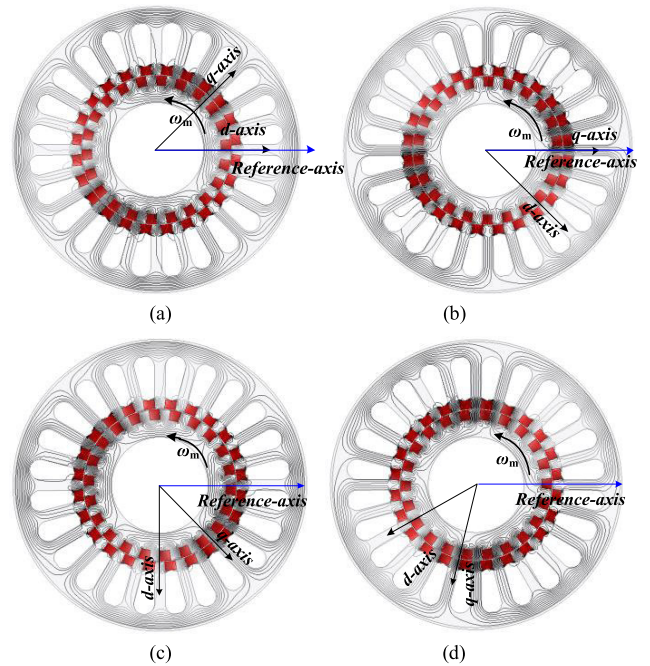 q-axis
ωm
d-axis
Reference-axis
(a)
ωm
q-axis
Reference-axis
d-axis
(b)
ωm
Reference-axis
q-axis
d-axis
(c)
ωm
Reference-axis
d-axis
q-axis
(d)